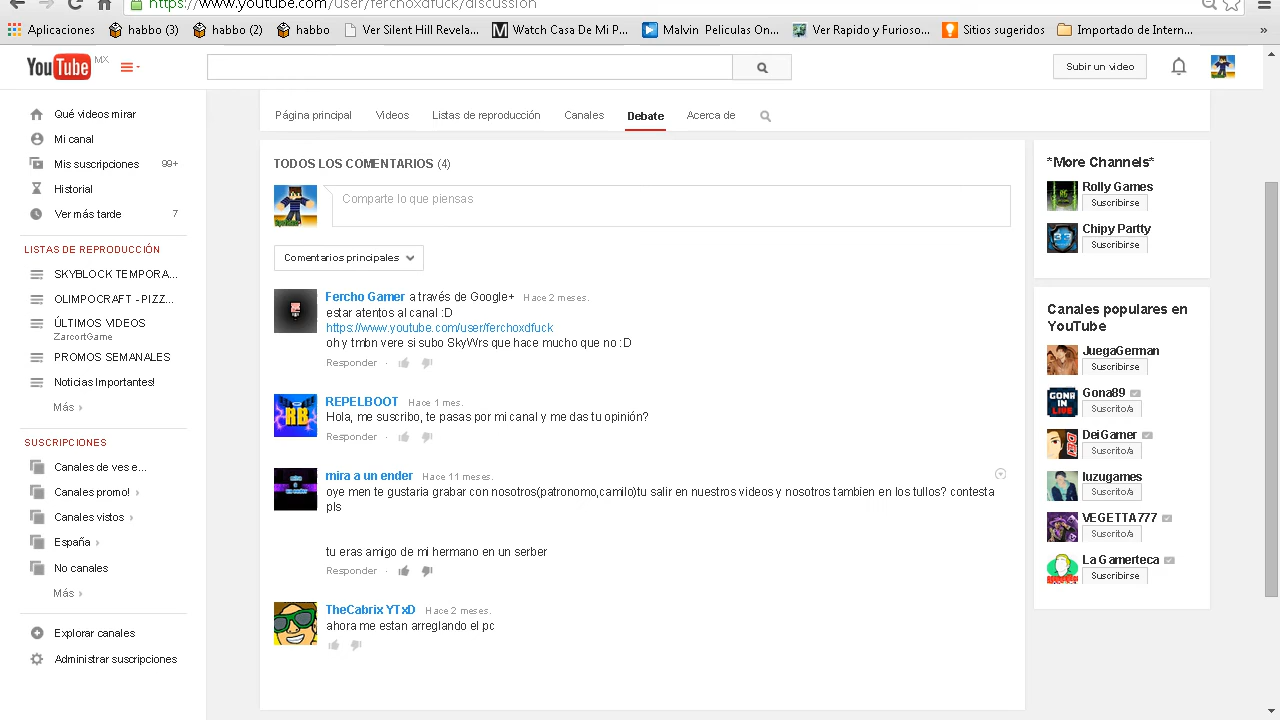 https://www.youtube.com/user/ferchoxdfuck/discussion
Aplicaciones habbo (3) habbo habbo Ver Silent Hill Revela... Watch Casa De Mi P... Malvin Peliculas On... Ver Rapido y Furioso... Sitios sugeridos Importado de Intern... »
YouTube MX
Subir un video
Qué videos mirar
Mi canal
Mis suscripciones 99+
Historial
Ver más tarde 7
LISTAS DE REPRODUCCIÓN
SKYBLOCK TEMPORA...
OLIMPOCRAFT - PIZZ...
ÚLTIMOS VIDEOS
ZarcortGame
PROMOS SEMANALES
Noticias Importantes!
Más ›
SUSCRIPCIONES
Canales de ves e...
Canales promo! ›
Canales vistos ›
España ›
No canales
Más ›
Explorar canales
Administrar suscripciones
Página principal Videos Listas de reproducción Canales Debate Acerca de
TODOS LOS COMENTARIOS (4)
Comparte lo que piensas
Comentarios principales
Fercho Gamer a través de Google+ Hace 2 meses.
estar atentos al canal :D
https://www.youtube.com/user/ferchoxdfuck
oh y tmbn vere si subo SkyWrs que hace mucho que no :D
Responder ·
REPELBOOT Hace 1 mes.
Hola, me suscribo, te pasas por mi canal y me das tu opinión?
Responder ·
mira a un ender Hace 11 meses.
oye men te gustaria grabar con nosotros(patronomo,camilo)tu salir en nuestros videos y nosotros tambien en los tullos? contesta
pls
tu eras amigo de mi hermano en un serber
Responder ·
TheCabrix YTxD Hace 2 meses.
ahora me estan arreglando el pc
*More Channels*
Rolly Games
Suscribirse
Chipy Partty
Suscribirse
Canales populares en
YouTube
JuegaGerman
Suscribirse
Gona89
Suscrito/a
DeiGamer
Suscrito/a
luzugames
Suscrito/a
VEGETTA777
Suscrito/a
La Gamerteca
Suscribirse